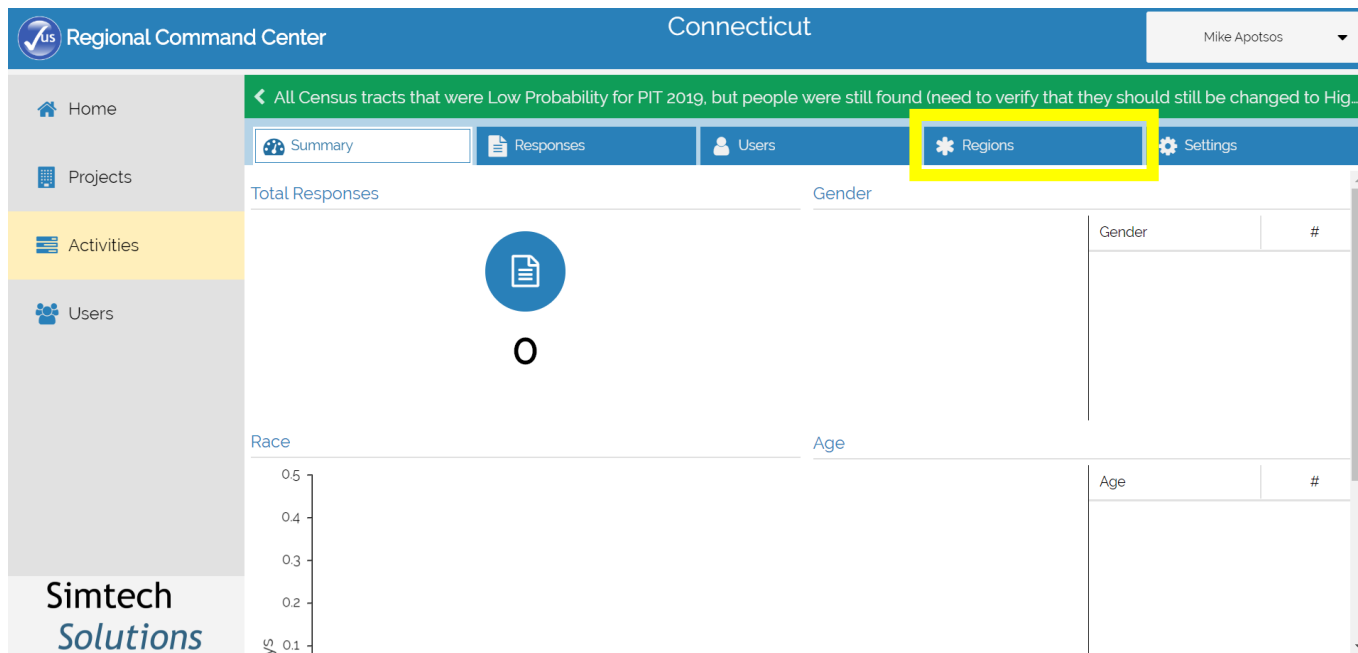 us Regional Command Center
Connecticut
Mike Apotsos
Home
Projects
Activities
Users
All Census tracts that were Low Probability for PIT 2019, but people were still found (need to verify that they should still be changed to Hig...
Summary
Responses
Users
Regions
Settings
Total Responses
0
Gender
Gender #
Race
0.5
0.4
0.3
0.2
0.1
Age
Age #
Simtech
Solutions